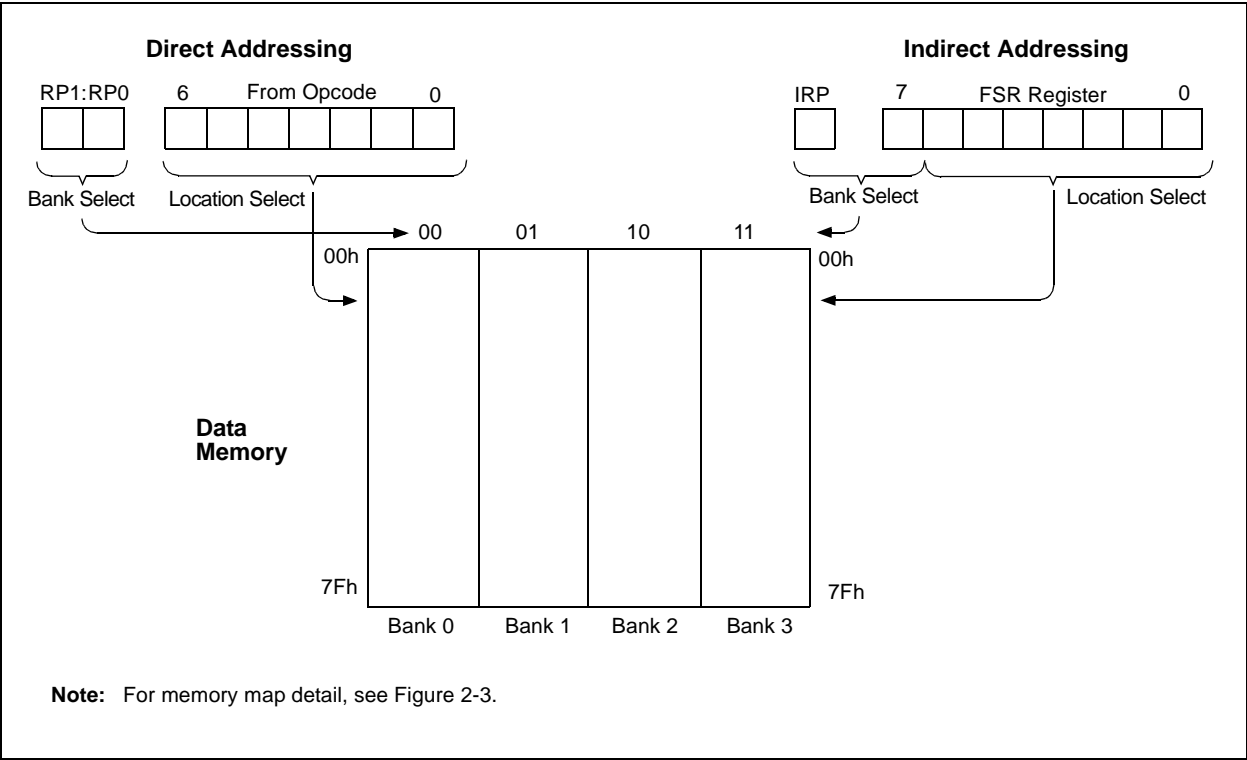 Direct Addressing
Indirect Addressing
RP1:RP0 6 From Opcode 0
IRP 7 FSR Register 0
Bank Select Location Select
Bank Select Location Select
00 01 10 11
00h 00h
Data
Memory
7Fh 7Fh
Bank 0 Bank 1 Bank 2 Bank 3
Note: For memory map detail, see Figure 2-3.